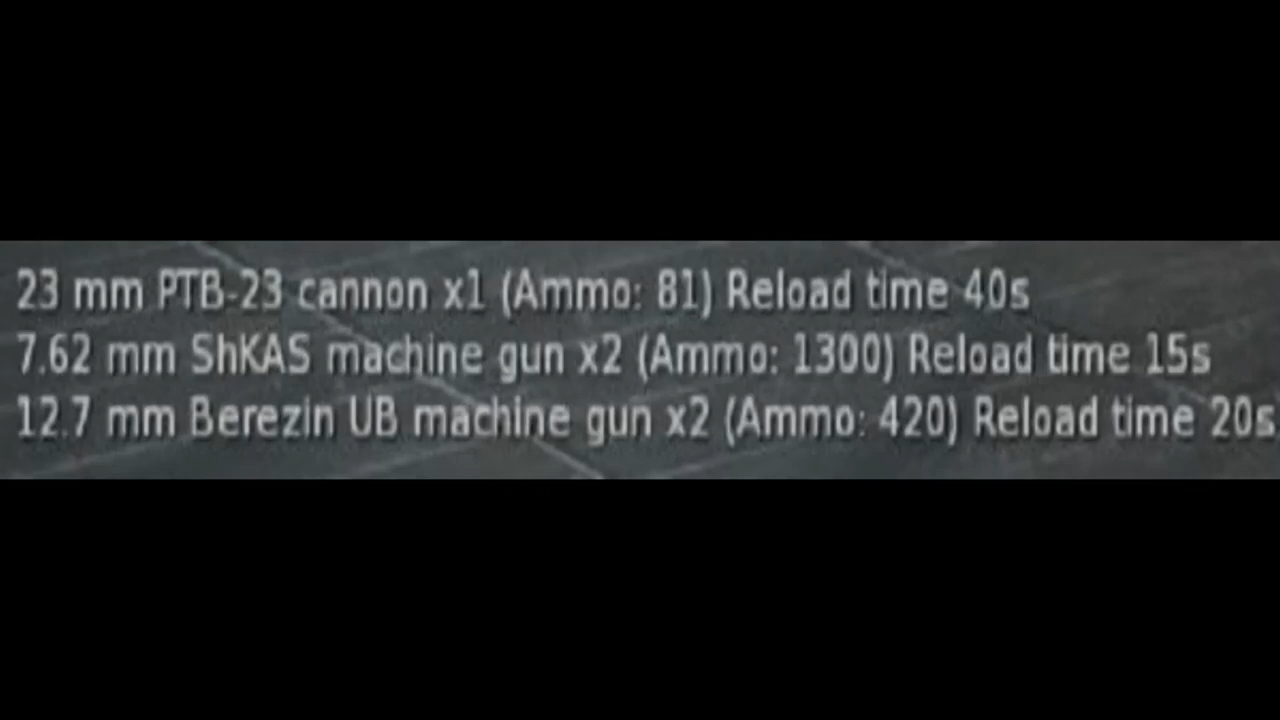 23 mm PTB-23 cannon x1 (Ammo: 81) Reload time 40s
7.62 mm ShKAS machine gun x2 (Ammo: 1300) Reload time 15s
12.7 mm Berezin UB machine gun x2 (Ammo: 420) Reload time 20s